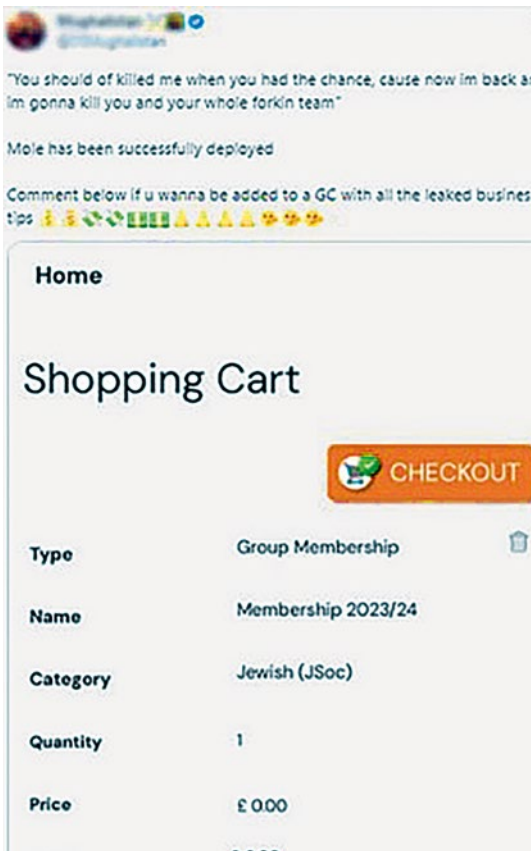 "You should of killed me when you had the chance, cause now im back
im gonna kill you and your whole forkin team"
Mole has been successfully deployed
Comment below if u wanna be added to a GC with all the leaked
tips
Home
Shopping Cart
CHECKOUT
Type Group Membership
Name Membership 2023/24
Category Jewish (JSoc)
Quantity 1
Price £ 0.00